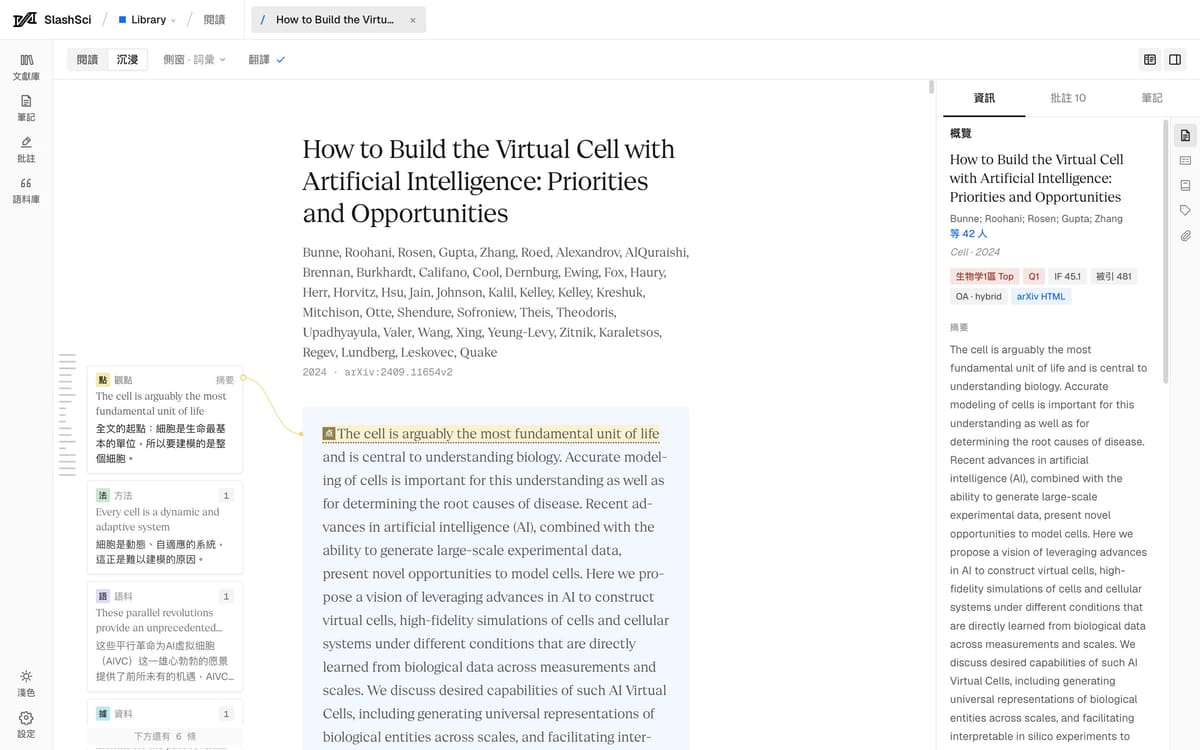 SlashSci / Library / 閱讀
/ How to Build the Virtu... ×
文獻庫
筆記
批註
語料庫
淺色
設定
閱讀 沉浸 側窗 · 詞彙 翻譯
How to Build the Virtual Cell with
Artificial Intelligence: Priorities
and Opportunities
Bunne, Roohani, Rosen, Gupta, Zhang, Roed, Alexandrov, AlQuraishi,
Brennan, Burkhardt, Califano, Cool, Dernburg, Ewing, Fox, Haury,
Herr, Horvitz, Hsu, Jain, Johnson, Kalil, Kelley, Kelley, Kreshuk,
Mitchison, Otte, Shendure, Sofroniew, Theis, Theodoris,
Upadhyayula, Valer, Wang, Xing, Yeung-Levy, Zitnik, Karaletsos,
Regev, Lundberg, Leskovec, Quake
2024 · arXiv:2409.11654v2
點 觀點 摘要
The cell is arguably the most
fundamental unit of life
全文的起點：細胞是生命最基
本的單位，所以要建模的是整
個細胞。
法 方法 1
Every cell is a dynamic and
adaptive system
細胞是動態、自適應的系統，
這正是難以建模的原因。
語 語料 1
These parallel revolutions
provide an unprecedented...
这些平行革命为AI虚拟细胞
（AIVC）这一雄心勃勃的愿景
提供了前所未有的机遇，AIVC...
據 資料 1
下方還有 6 條
点 The cell is arguably the most fundamental unit of life
and is central to understanding biology. Accurate model-
ing of cells is important for this understanding as well as
for determining the root causes of disease. Recent ad-
vances in artificial intelligence (AI), combined with the
ability to generate large-scale experimental data,
present novel opportunities to model cells. Here we pro-
pose a vision of leveraging advances in AI to construct
virtual cells, high-fidelity simulations of cells and cellular
systems under different conditions that are directly
learned from biological data across measurements and
scales. We discuss desired capabilities of such AI Virtual
Cells, including generating universal representations of
biological entities across scales, and facilitating inter-
資訊 批註 10 筆記
概覽
How to Build the Virtual Cell
with Artificial Intelligence:
Priorities and Opportunities
Bunne; Roohani; Rosen; Gupta; Zhang
等 42 人
Cell · 2024
生物学1區 Top Q1 IF 45.1 被引 481
OA · hybrid arXiv HTML
摘要
The cell is arguably the most
fundamental unit of life and is central to
understanding biology. Accurate
modeling of cells is important for this
understanding as well as for
determining the root causes of disease.
Recent advances in artificial
intelligence (AI), combined with the
ability to generate large-scale
experimental data, present novel
opportunities to model cells. Here we
propose a vision of leveraging advances
in AI to construct virtual cells, high-
fidelity simulations of cells and cellular
systems under different conditions that
are directly learned from biological data
across measurements and scales. We
discuss desired capabilities of such AI
Virtual Cells, including generating
universal representations of biological
entities across scales, and facilitating
interpretable in silico experiments to